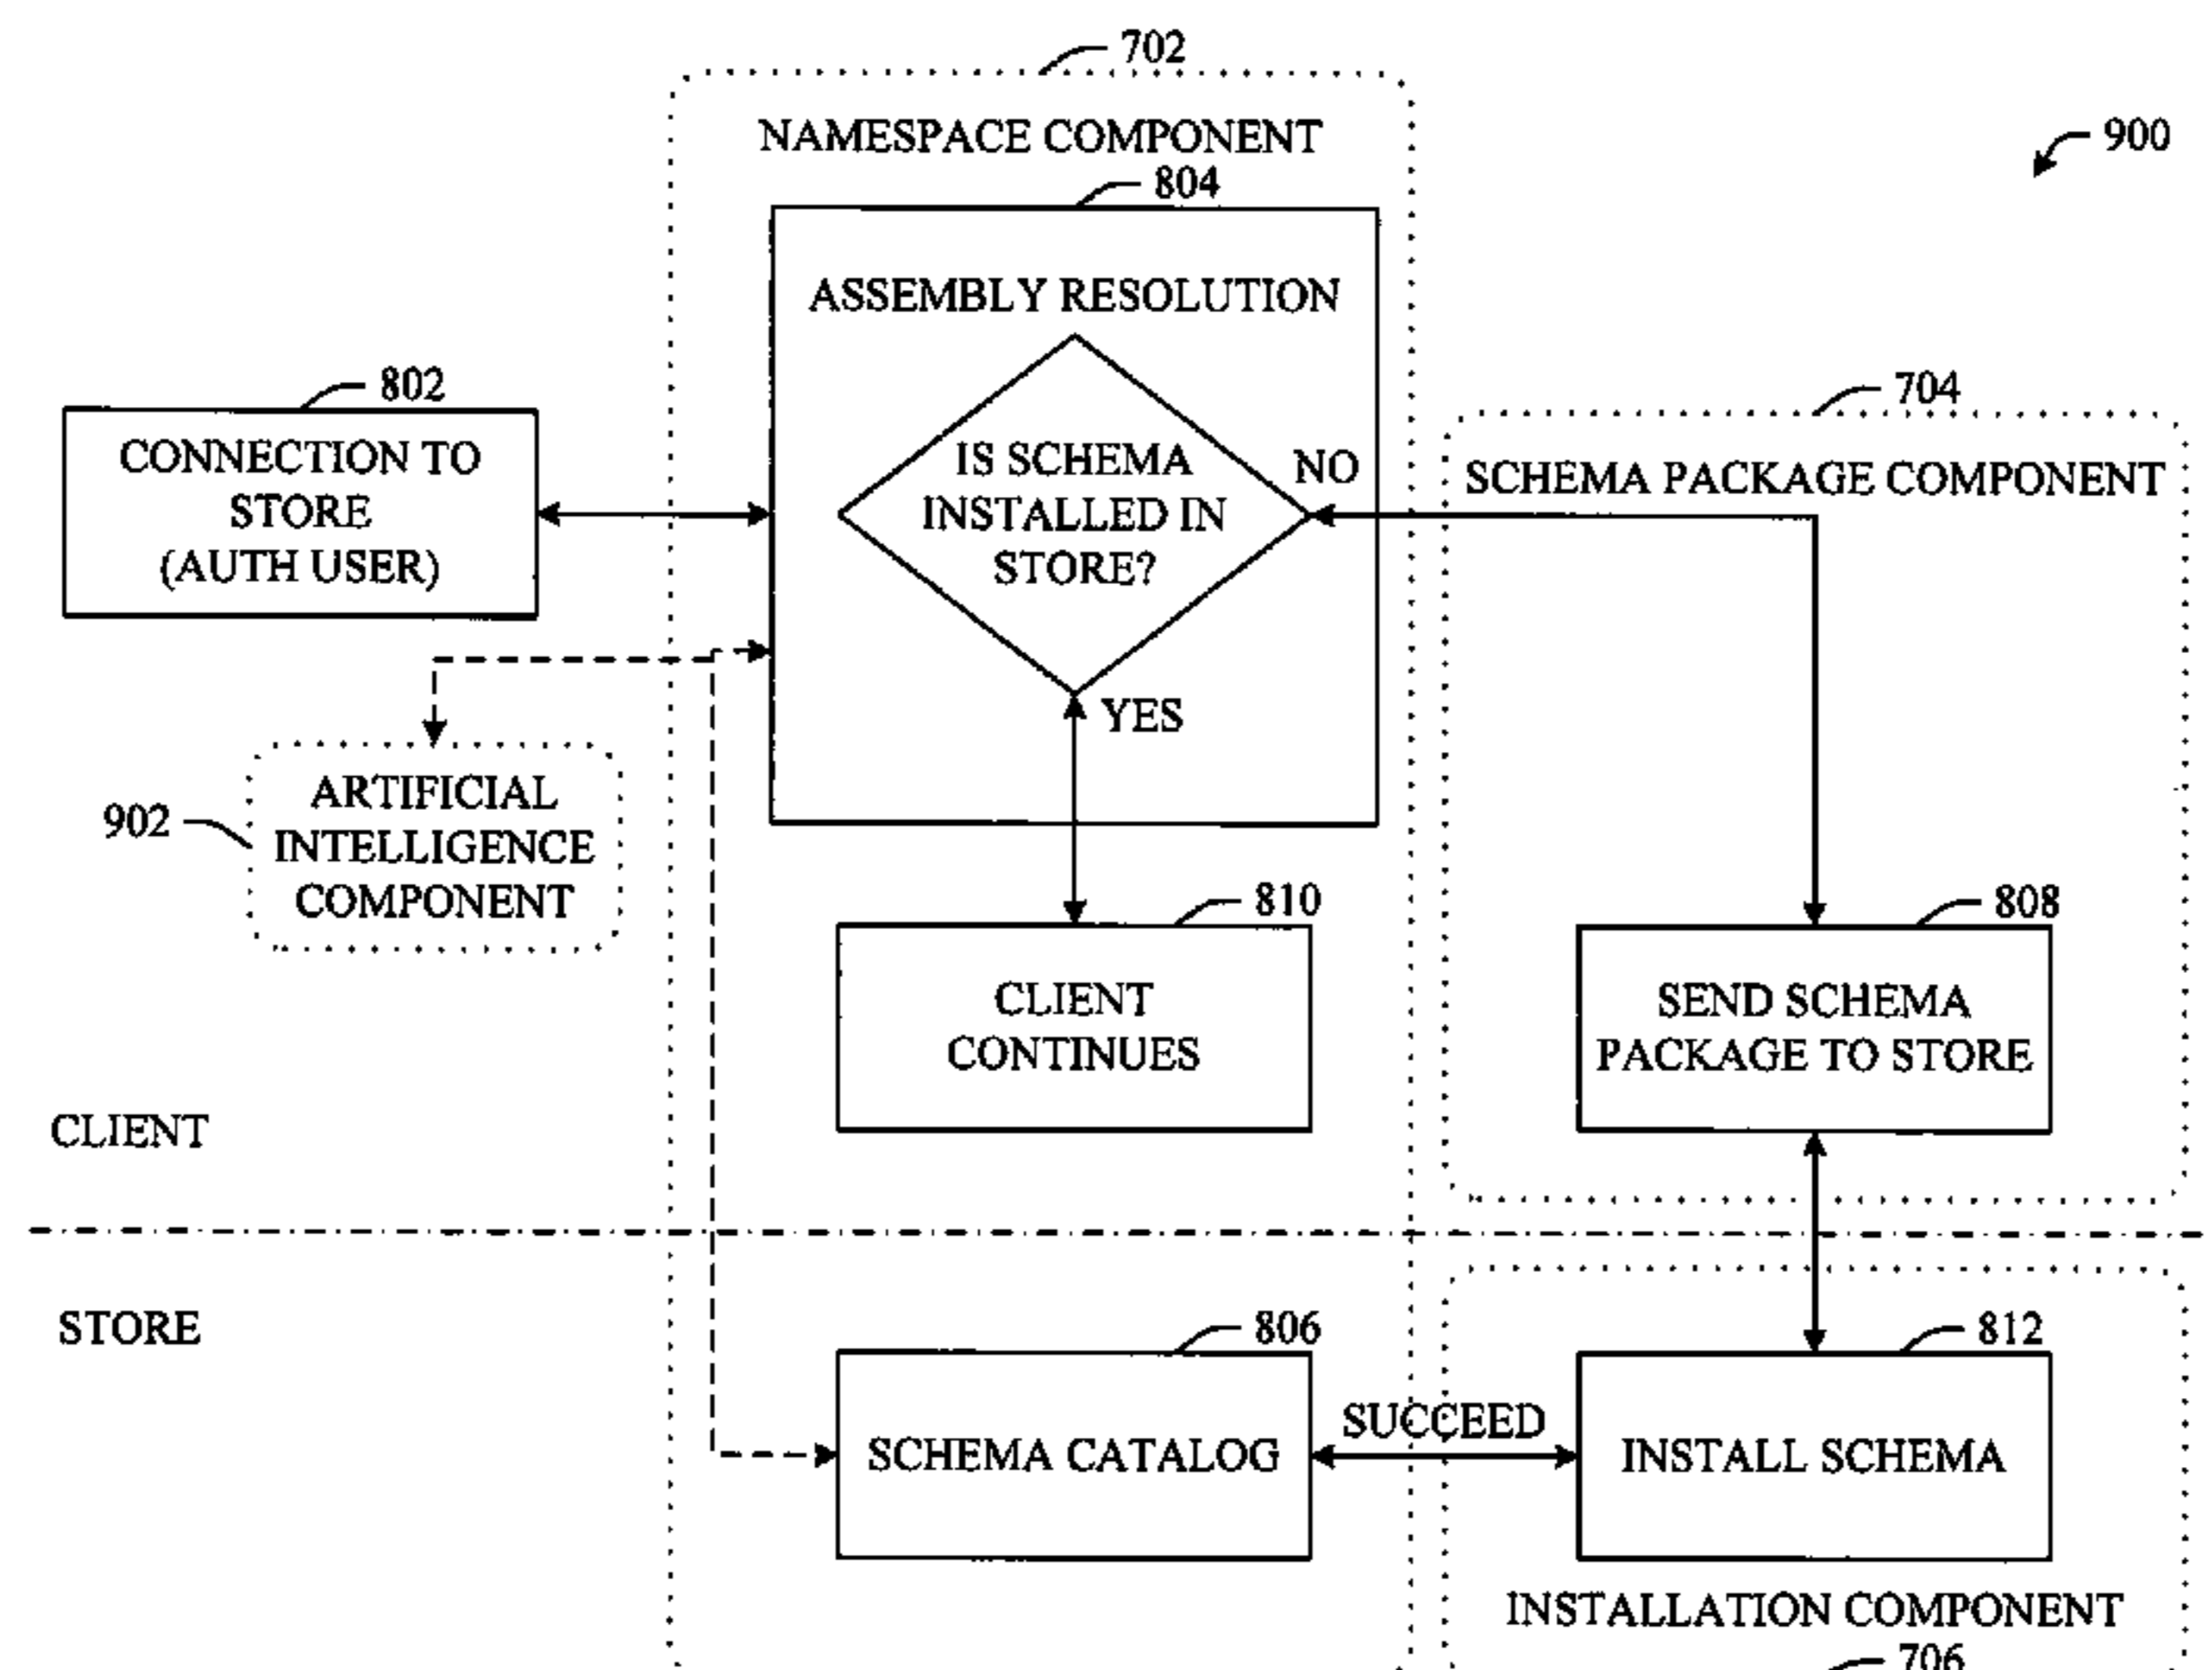 702
NAMESPACE COMPONENT
900
804
ASSEMBLY RESOLUTION
802
CONNECTION TO
STORE
(AUTH USER)
IS SCHEMA
INSTALLED IN
STORE?
NO
YES
704
SCHEMA PACKAGE COMPONENT
902
ARTIFICIAL
INTELLIGENCE
COMPONENT
810
CLIENT
CONTINUES
808
SEND SCHEMA
PACKAGE TO STORE
CLIENT
STORE
806
SCHEMA CATALOG
SUCCEED
812
INSTALL SCHEMA
INSTALLATION COMPONENT
706